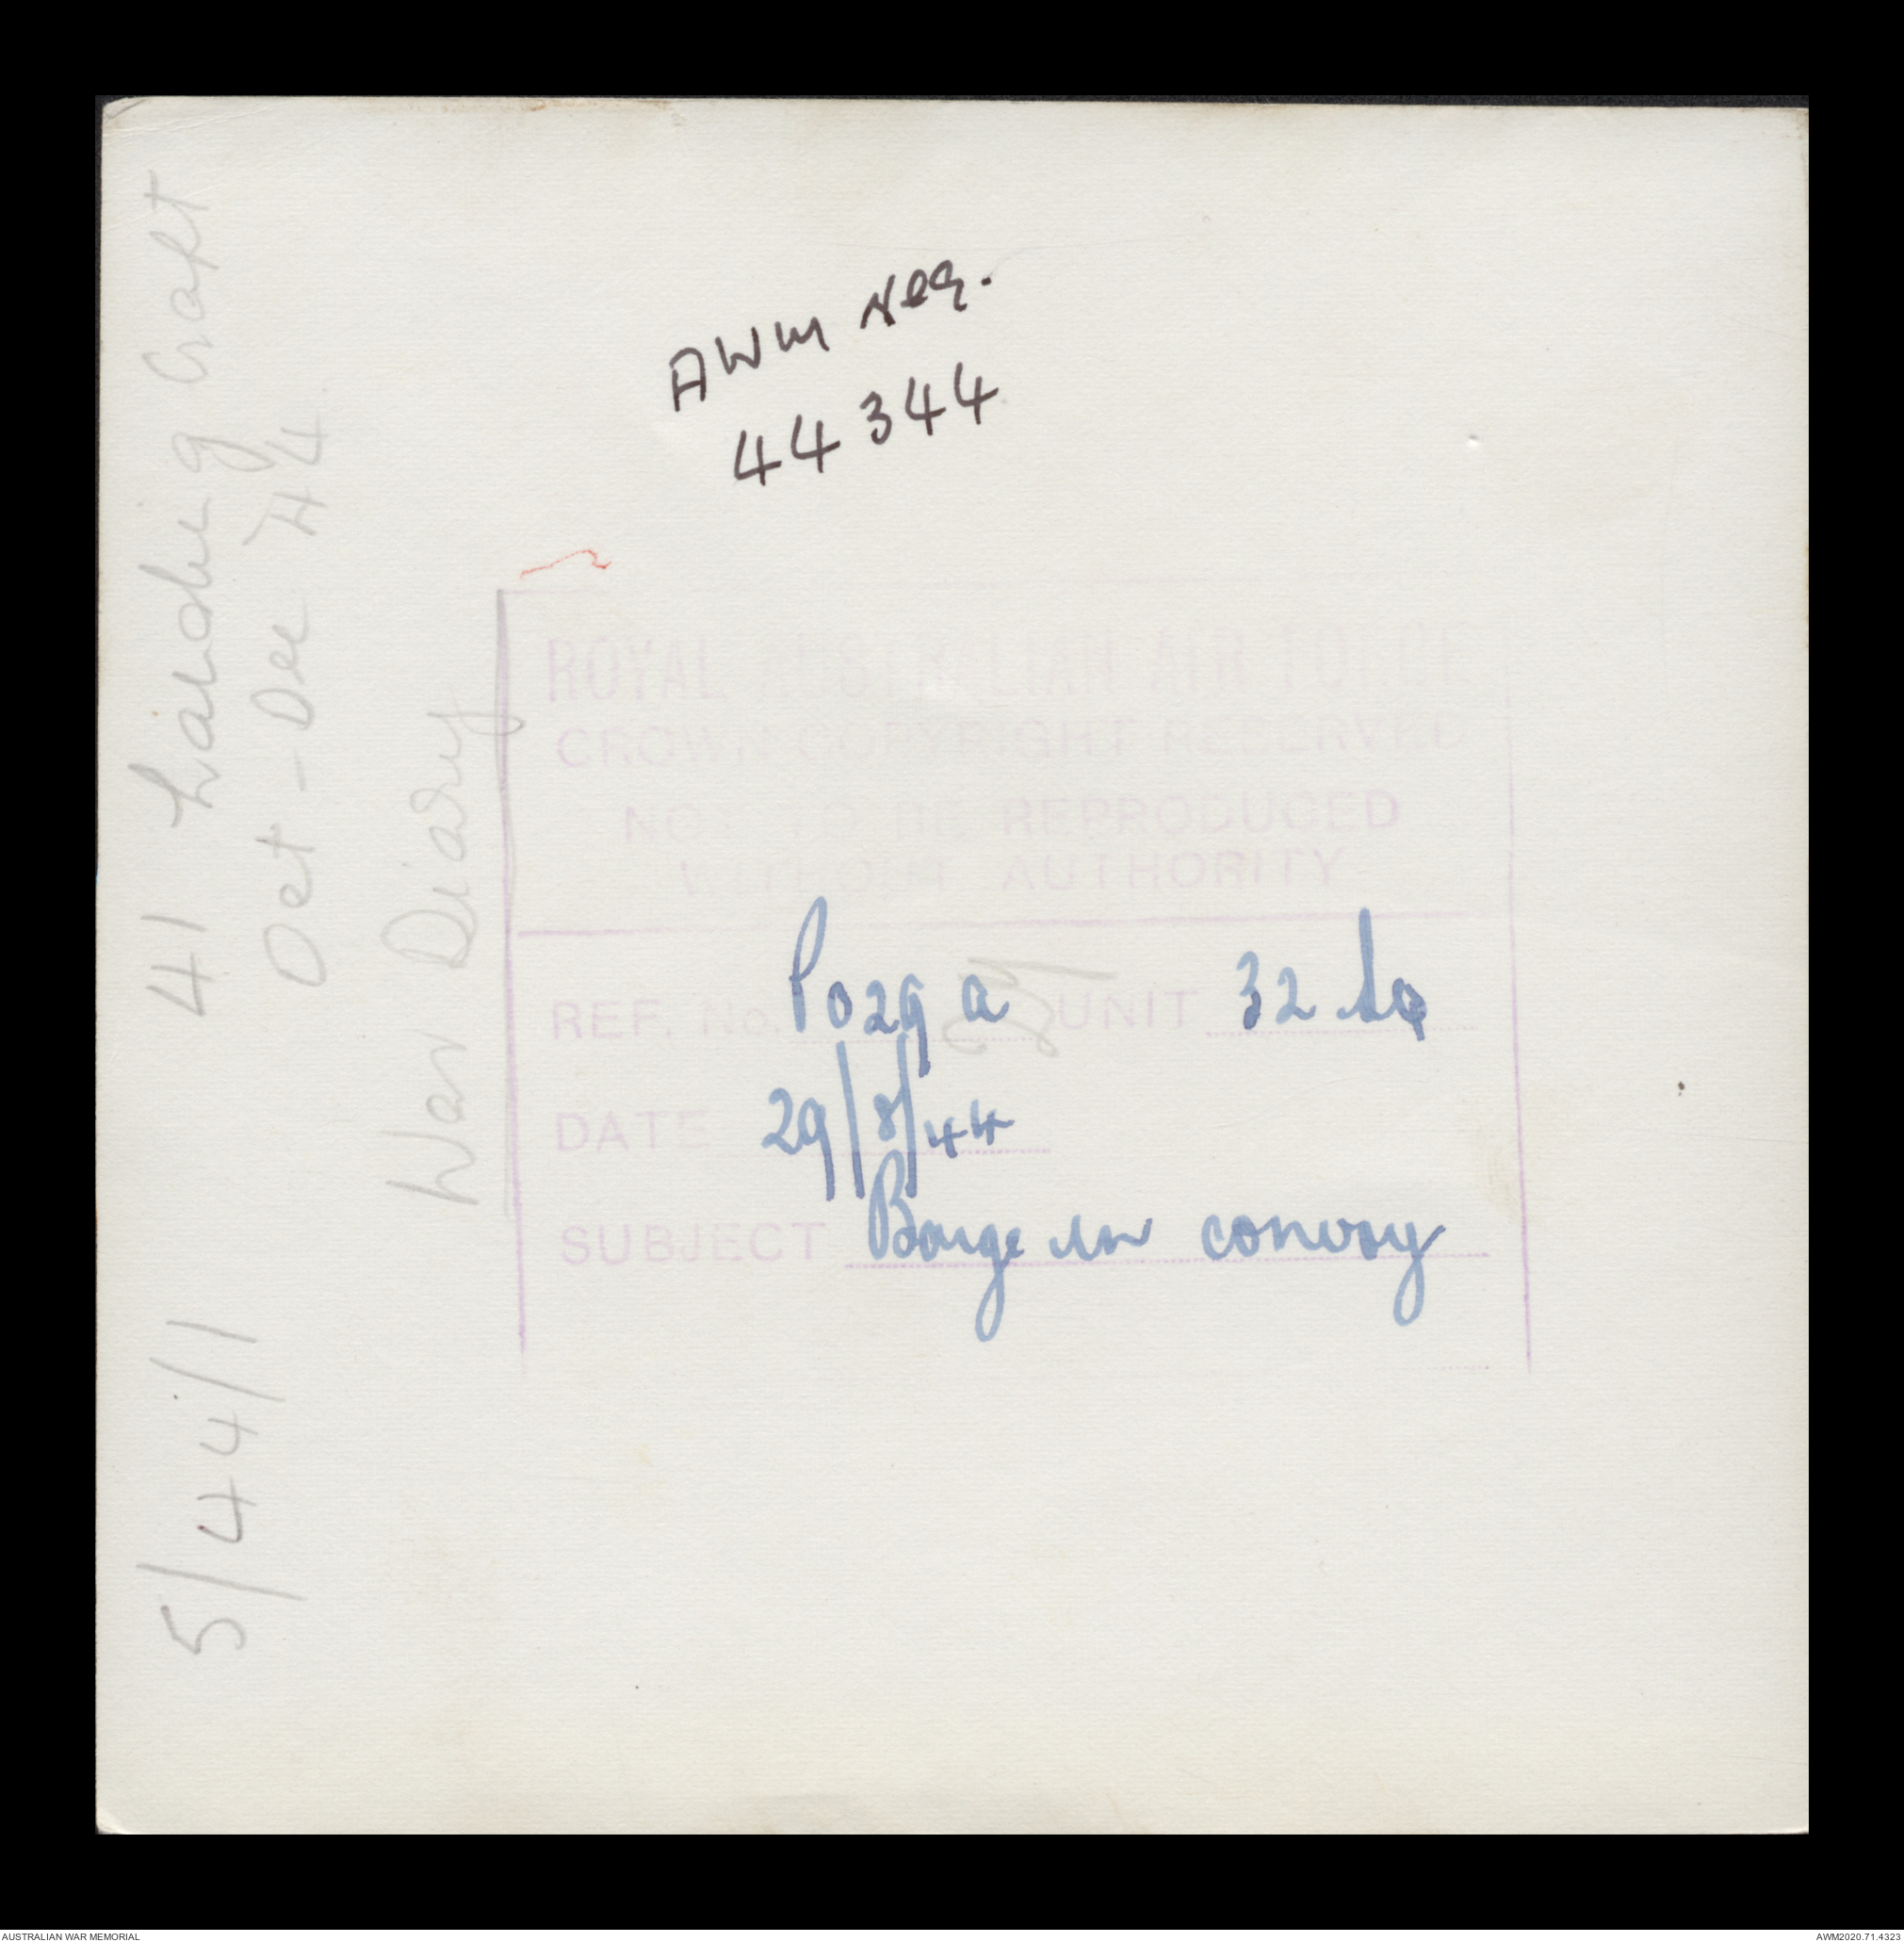 AWM Neg.
44344
41 Landing Craft
Oct - Dec 44
War Diary
5/44/1
ROYAL AUSTRALIAN AIR FORCE
CROWN COPYRIGHT RESERVED
NOT TO BE REPRODUCED
WITHOUT AUTHORITY
REF. No. P029 a UNIT 32 Sq
DATE 29/8/44
SUBJECT Barge in convoy
AUSTRALIAN WAR MEMORIAL
AWM2020.71.4323